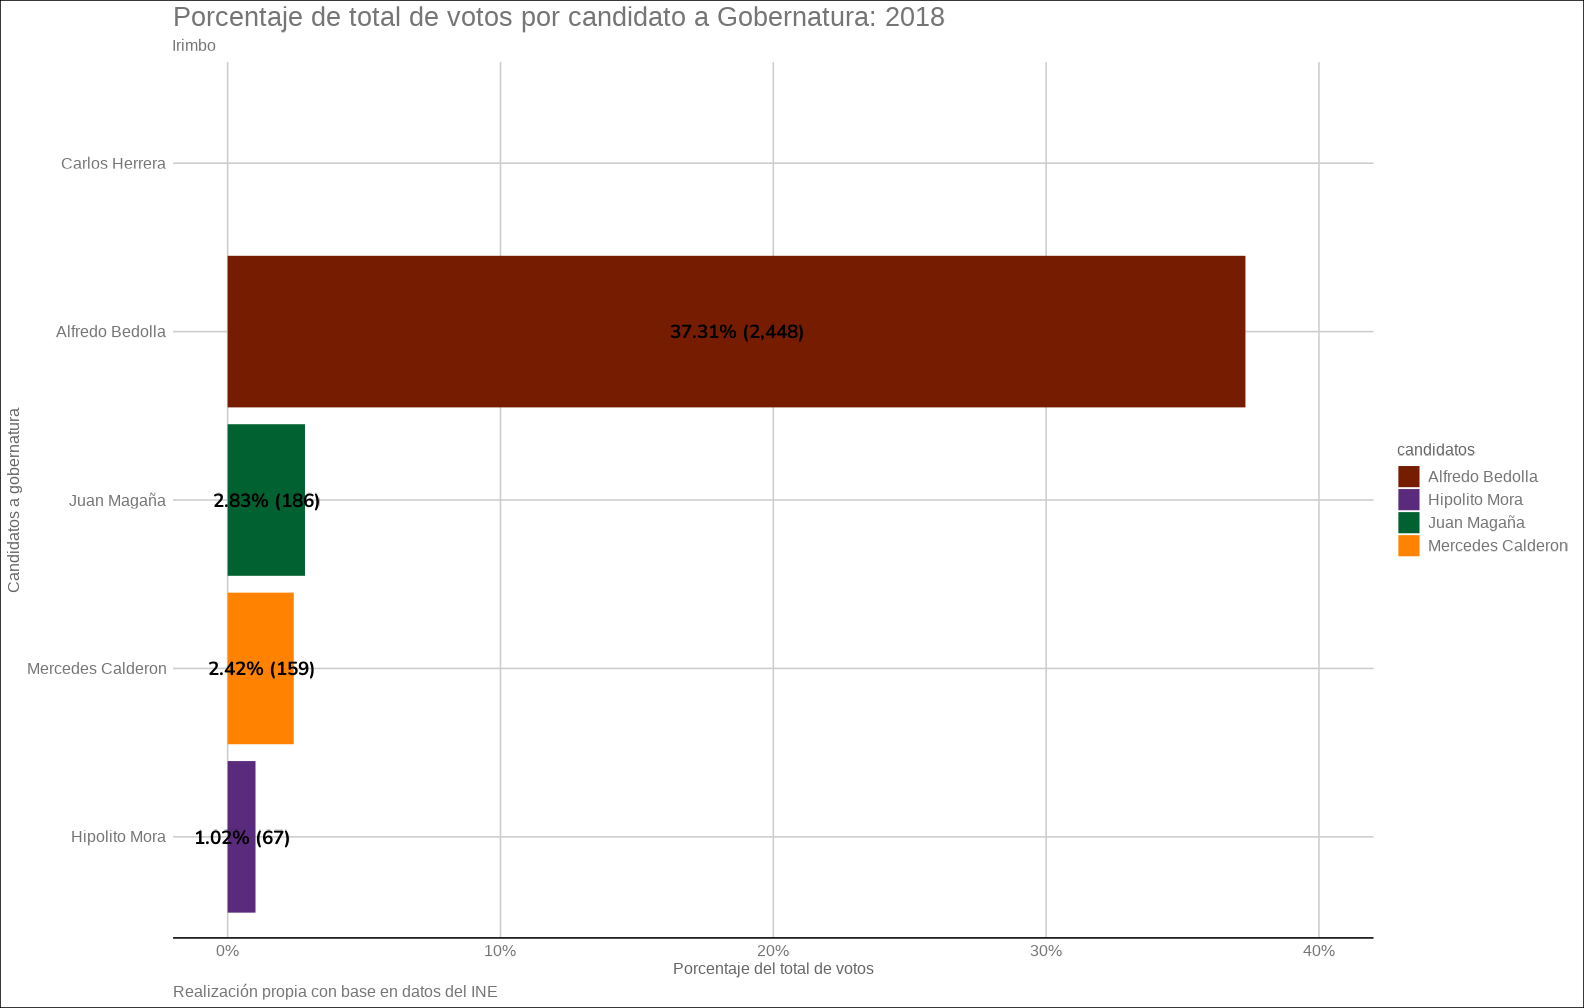 Porcentaje de total de votos por candidato a Gobernatura: 2018
Irimbo
Candidatos a gobernatura
Carlos Herrera
Alfredo Bedolla
37.31% (2,448)
Juan Magaña
2.83% (186)
Mercedes Calderon
2.42% (159)
Hipolito Mora
1.02% (67)
0% 10% 20% 30% 40%
Porcentaje del total de votos
candidatos
Alfredo Bedolla
Hipolito Mora
Juan Magaña
Mercedes Calderon
Realización propia con base en datos del INE